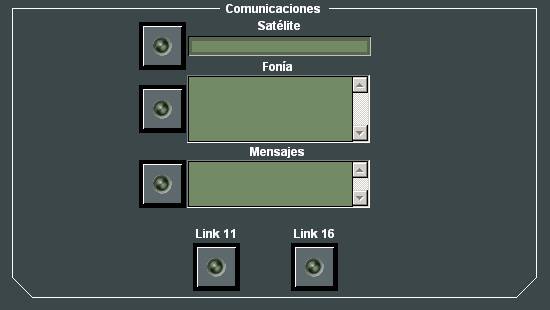 Comunicaciones
Satélite
Fonía
Mensajes
Link 11
Link 16